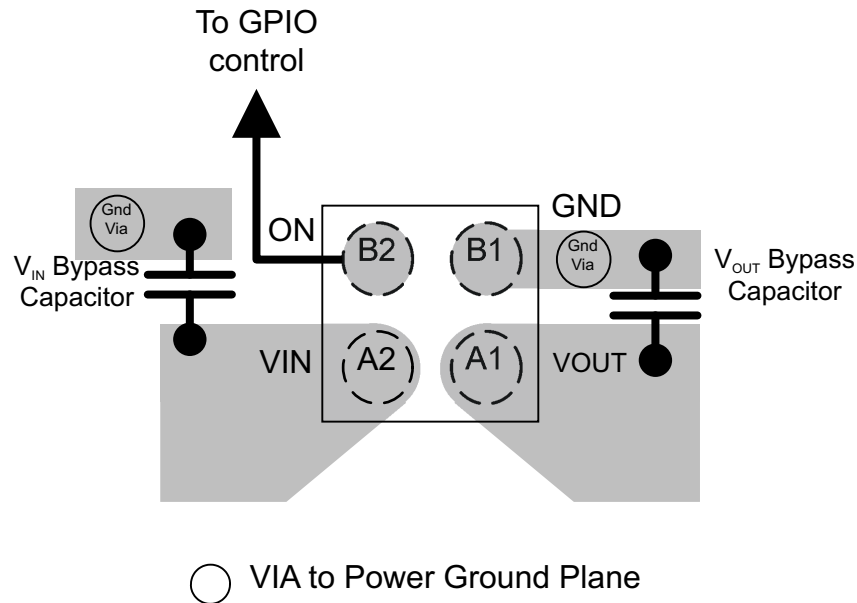 To GPIO
control
Gnd
Via
ON
B2
B1
GND
Gnd
Via
VIN Bypass
Capacitor
VOUT Bypass
Capacitor
VIN
A2
A1
VOUT
VIA to Power Ground Plane